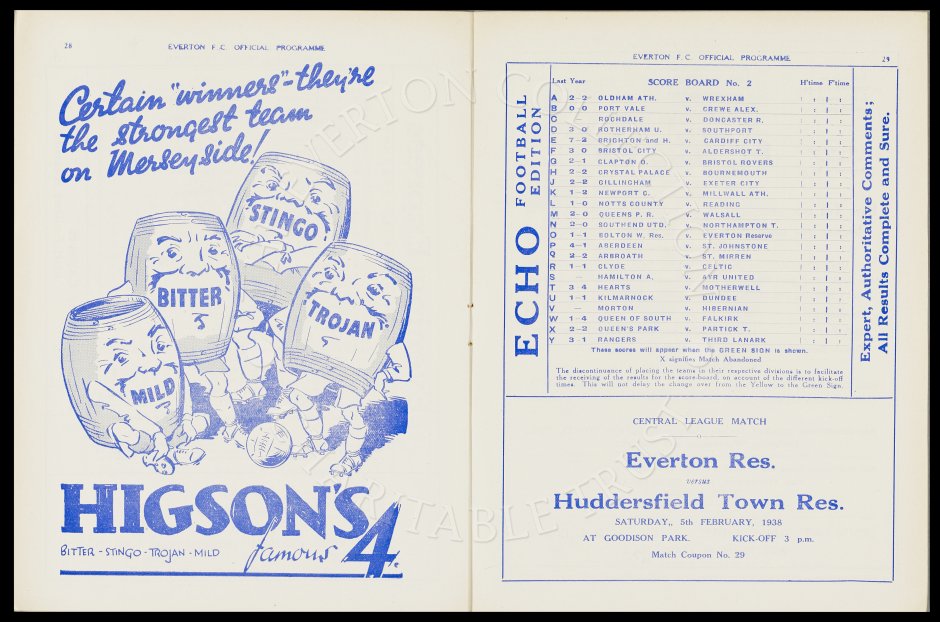 28
EVERTON F.C. OFFICIAL PROGRAMME
Certain "winners"-they're
the strongest team
on Merseyside!
STINGO
BITTER
TROJAN
MILD
HIGSON'S
famous 4
BITTER - STINGO - TROJAN - MILD
EVERTON F.C. OFFICIAL PROGRAMME
29
ECHO FOOTBALL EDITION
Last Year SCORE BOARD No. 2 H'time F'time
A 2-2 OLDHAM ATH. v. WREXHAM
B 0 0 PORT VALE v. CREWE ALEX.
C ROCHDALE v. DONCASTER R.
D 3 0 ROTHERHAM U. v. SOUTHPORT
E 7-2 BRIGHTON and H. v. CARDIFF CITY
F 3 0 BRISTOL CITY v. ALDERSHOT T.
G 2-1 CLAPTON O. v. BRISTOL ROVERS
H 2-2 CRYSTAL PALACE v. BOURNEMOUTH
J 2-2 GILLINGHAM v. EXETER CITY
K 1-2 NEWPORT C. v. MILLWALL ATH.
L 1-0 NOTTS COUNTY v. READING
M 2-0 QUEENS P. R. v. WALSALL
N 2-0 SOUTHEND UTD. v. NORTHAMPTON T.
O 1-1 BOLTON W. Res. v. EVERTON Reserve
P 4-1 ABERDEEN v. ST. JOHNSTONE
Q 2-2 ARBROATH v. ST. MIRREN
R 1-1 CLYDE v. CELTIC
S — HAMILTON A. v. AYR UNITED
T 3 4 HEARTS v. MOTHERWELL
U 1-1 KILMARNOCK v. DUNDEE
V — MORTON v. HIBERNIAN
W 1-4 QUEEN OF SOUTH v. FALKIRK
X 2-2 QUEEN'S PARK v. PARTICK T.
Y 3-1 RANGERS v. THIRD LANARK
These scores will appear when the GREEN SIGN is shown.
X signifies Match Abandoned
The discontinuance of placing the teams in their respective divisions is to facilitate
the receiving of the results for the score-board, on account of the different kick-off
times. This will not delay the change over from the Yellow to the Green Sign.
Expert, Authoritative Comments;
All Results Complete and Sure.
CENTRAL LEAGUE MATCH
Everton Res.
versus
Huddersfield Town Res.
SATURDAY,, 5th FEBRUARY, 1938
AT GOODISON PARK. KICK-OFF 3 p.m.
Match Coupon No. 29